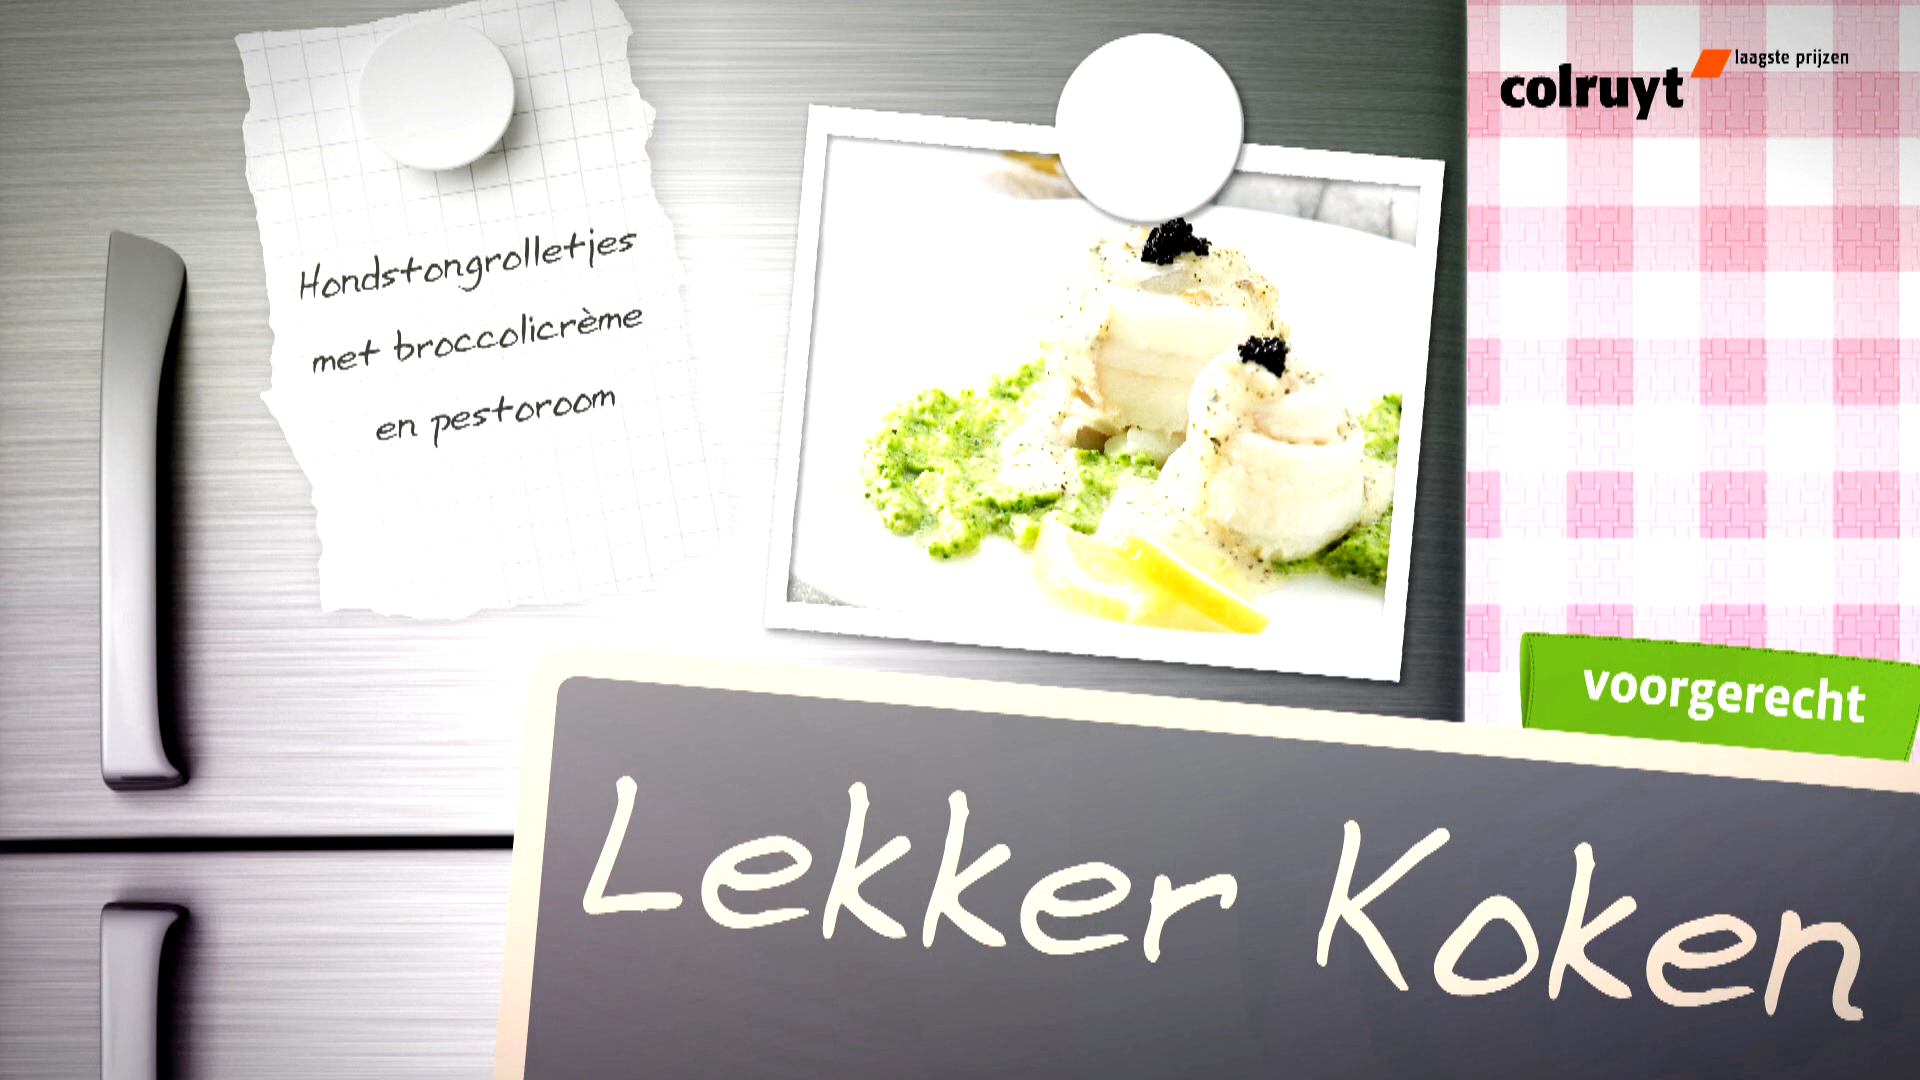 Hondstongrolletjes
met broccolicrème
en pestoroom
colruyt laagste prijzen
voorgerecht
Lekker Koken